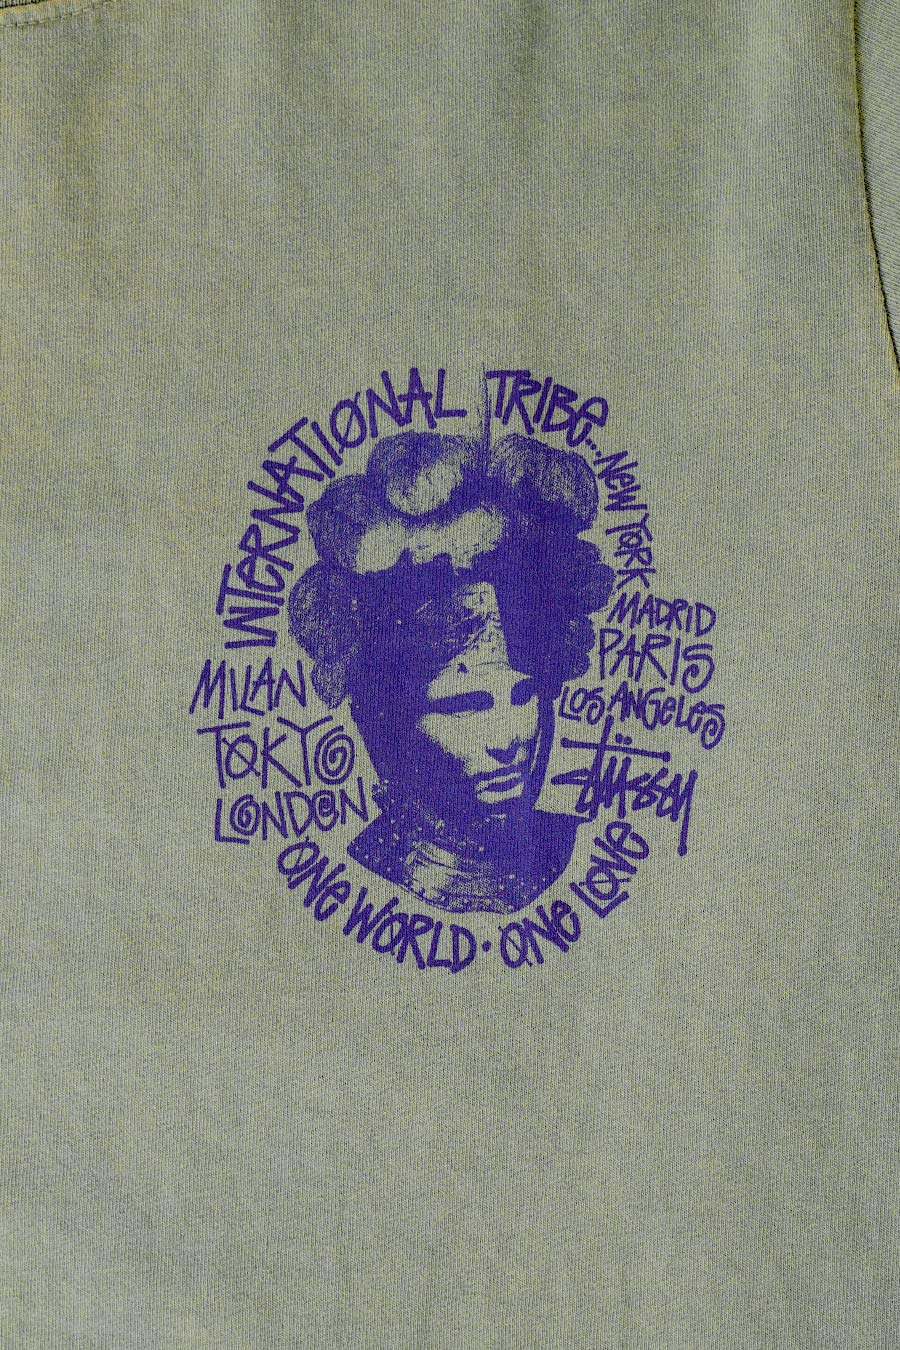 INTERNATIONAL TRIBE...
NEW YORK
MADRID
PARIS
LOS ANGELES
stüssy
MILAN
TOKYO
LONDON
ONE WORLD · ONE LOVE